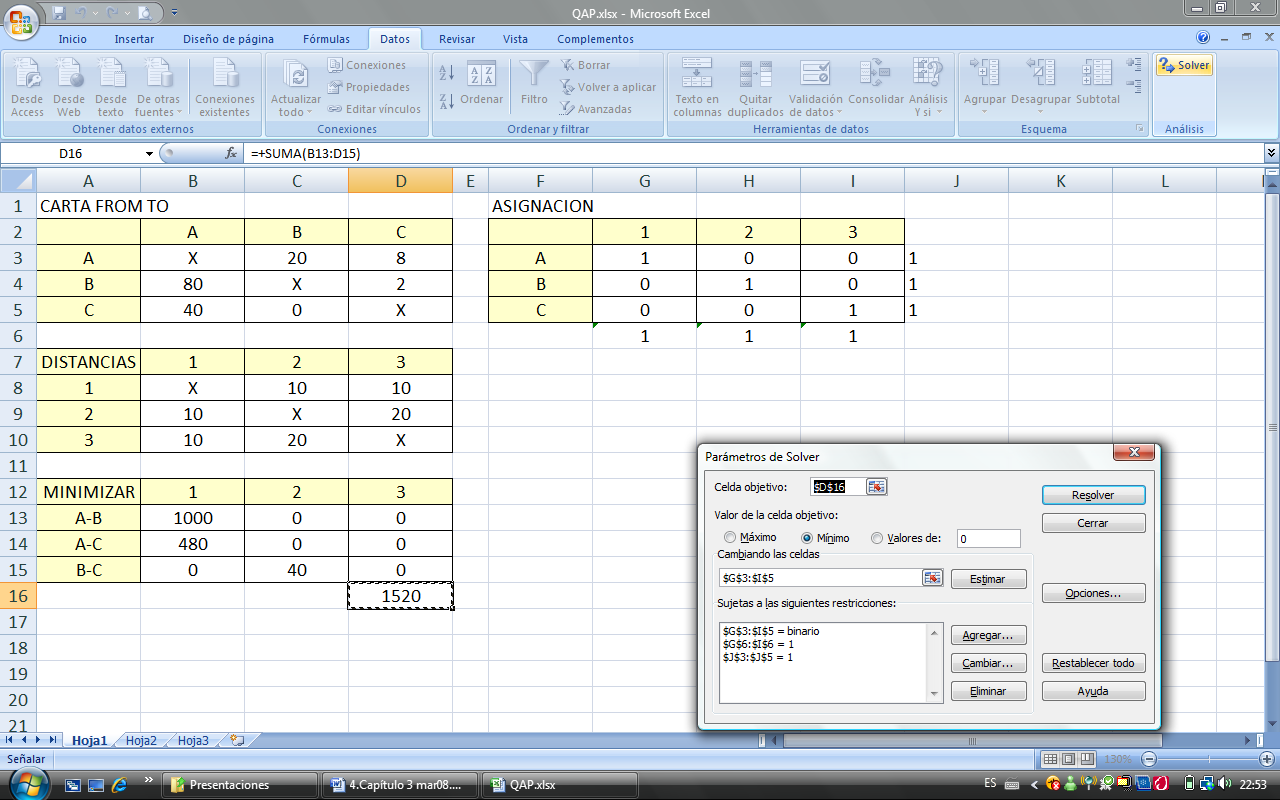 QAP.xlsx - Microsoft Excel
Inicio Insertar Diseño de página Fórmulas Datos Revisar Vista Complementos
Desde Access Desde Web Desde texto De otras fuentes Conexiones existentes
Obtener datos externos
Actualizar todo Conexiones Propiedades Editar vínculos
Conexiones
Ordenar Filtro Borrar Volver a aplicar Avanzadas
Ordenar y filtrar
Texto en columnas Quitar duplicados Validación de datos Consolidar Análisis Y si
Herramientas de datos
Agrupar Desagrupar Subtotal
Esquema
Solver
Análisis
D16 fx =+SUMA(B13:D15)
A B C D E F G H I J K L
1 CARTA FROM TO ASIGNACION
2 A B C 1 2 3
3 A X 20 8 A 1 0 0 1
4 B 80 X 2 B 0 1 0 1
5 C 40 0 X C 0 0 1 1
6 1 1 1
7 DISTANCIAS 1 2 3
8 1 X 10 10
9 2 10 X 20
10 3 10 20 X
11
12 MINIMIZAR 1 2 3
13 A-B 1000 0 0
14 A-C 480 0 0
15 B-C 0 40 0
16 1520
17
18
19
20
21
Parámetros de Solver
Celda objetivo: $D$16
Resolver
Valor de la celda objetivo:
Cerrar
Máximo Mínimo Valores de: 0
Cambiando las celdas
$G$3:$I$5 Estimar
Opciones...
Sujetas a las siguientes restricciones:
$G$3:$I$5 = binario
$G$6:$I$6 = 1
$J$3:$J$5 = 1
Agregar...
Cambiar... Restablecer todo
Eliminar Ayuda
Hoja1 Hoja2 Hoja3
Señalar 130%
Presentaciones 4.Capítulo 3 mar08.... QAP.xlsx ES 22:53